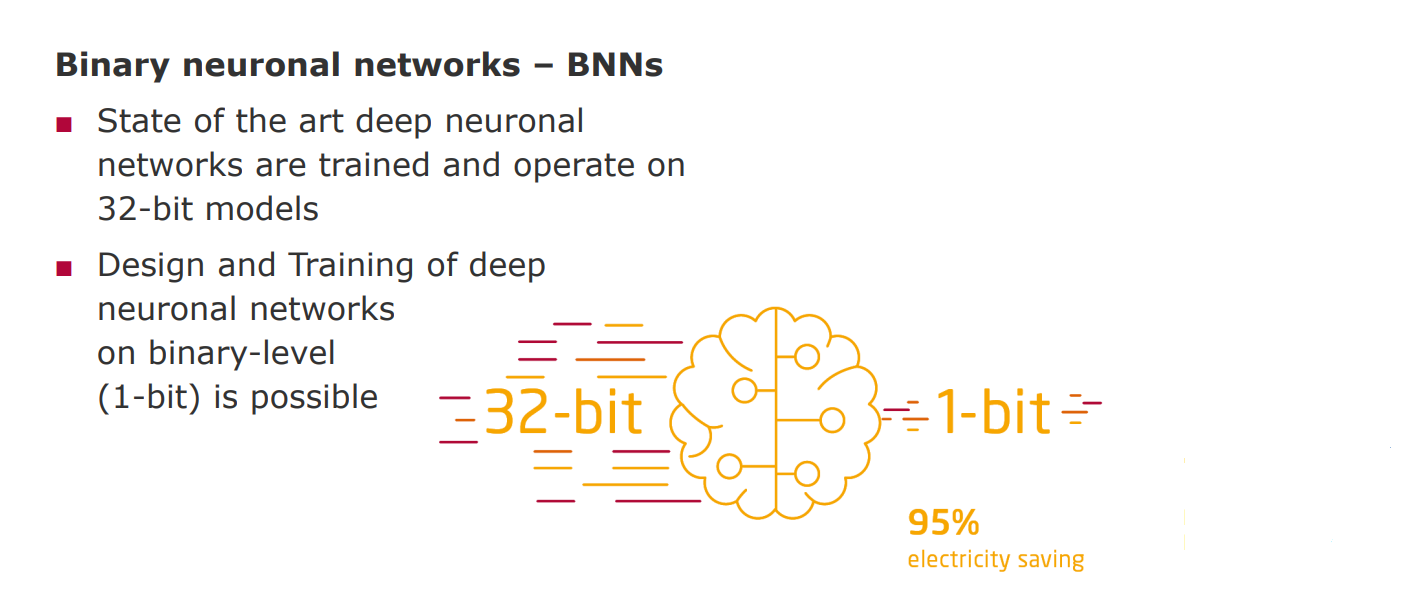 Binary neuronal networks – BNNs
■ State of the art deep neuronal
networks are trained and operate on
32-bit models
■ Design and Training of deep
neuronal networks
on binary-level
(1-bit) is possible
32-bit
1-bit
95%
electricity saving